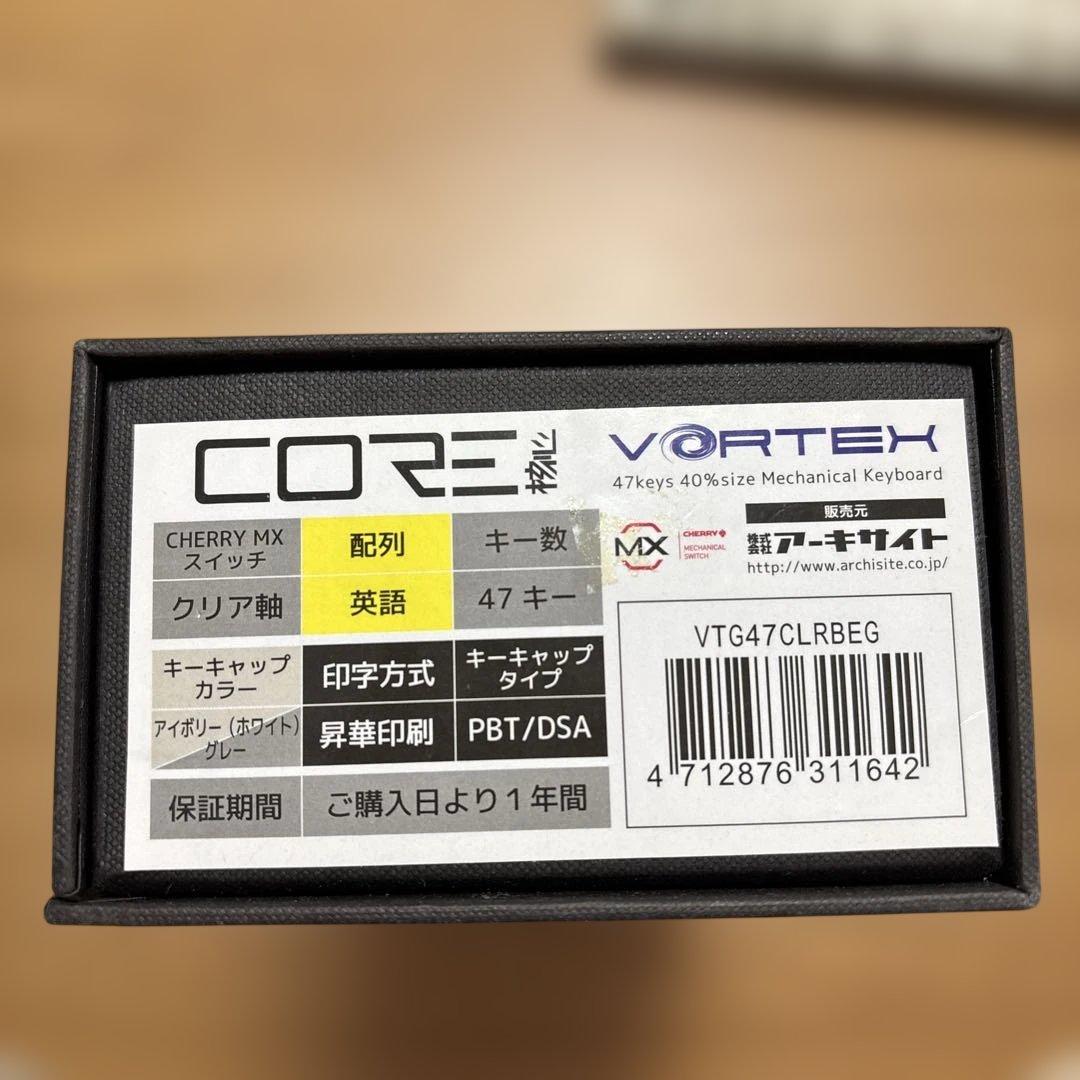 CORE 核心
VORTEX
47keys 40%size Mechanical Keyboard
CHERRY MX
スイッチ
配列
キー数
クリア軸
英語
47 キー
キーキャップ
カラー
印字方式
キーキャップ
タイプ
アイボリー(ホワイト)
グレー
昇華印刷
PBT/DSA
保証期間
ご購入日より1年間
MX
CHERRY
MECHANICAL
SWITCH
販売元
株式会社 アーキサイト
http://www.archisite.co.jp/
VTG47CLRBEG
4 712876 311642